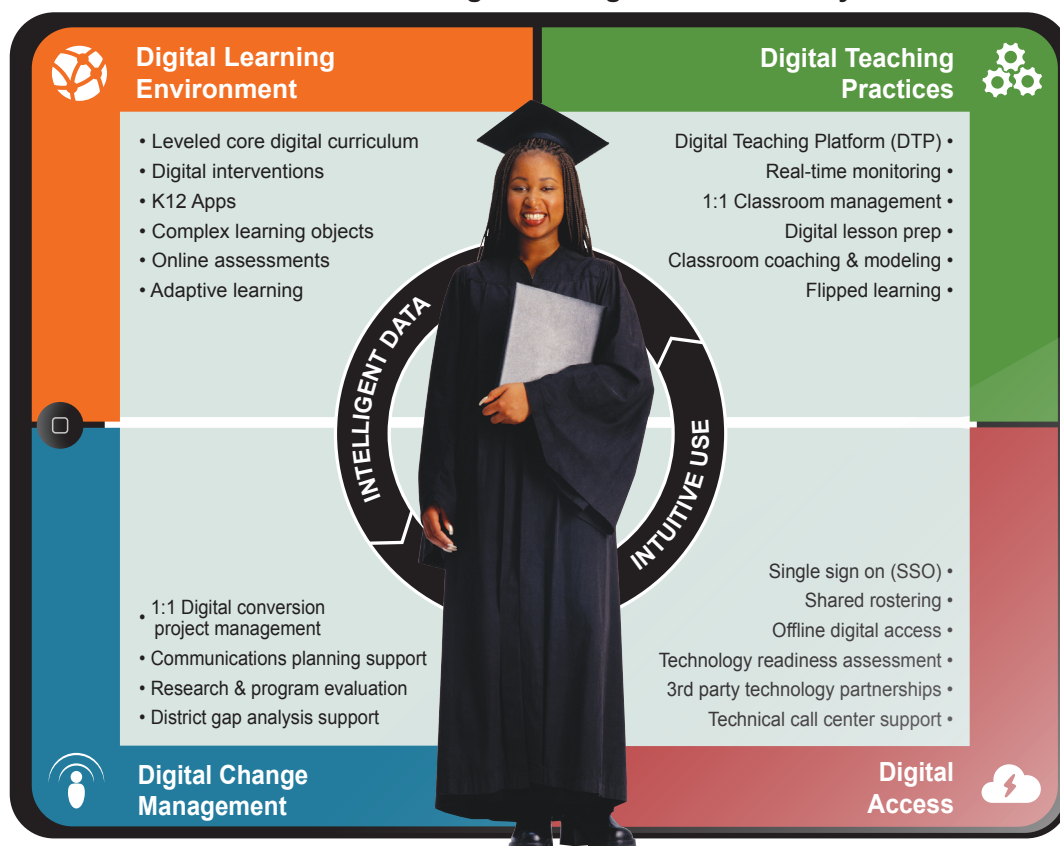 Digital Learning
Environment
• Leveled core digital curriculum
• Digital interventions
• K12 Apps
• Complex learning objects
• Online assessments
• Adaptive learning
Digital Teaching
Practices
Digital Teaching Platform (DTP) •
Real-time monitoring •
1:1 Classroom management •
Digital lesson prep •
Classroom coaching & modeling •
Flipped learning •
INTELLIGENT DATA
INTUITIVE USE
• 1:1 Digital conversion
project management
• Communications planning support
• Research & program evaluation
• District gap analysis support
Digital Change
Management
Single sign on (SSO) •
Shared rostering •
Offline digital access •
Technology readiness assessment •
3rd party technology partnerships •
Technical call center support •
Digital
Access